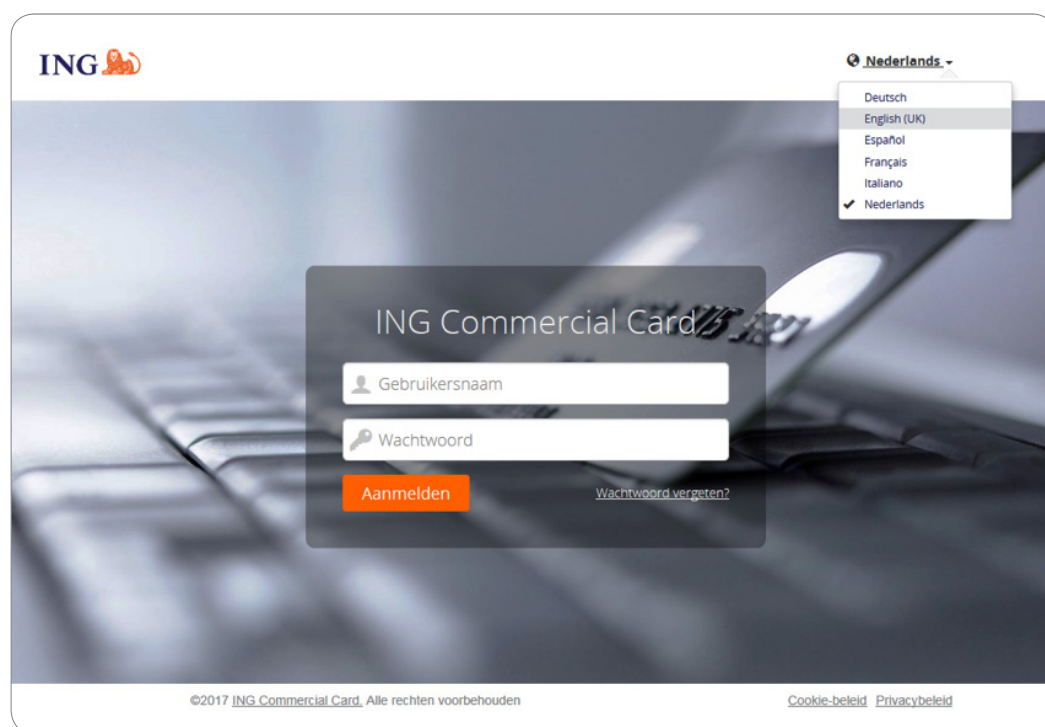 ING
Nederlands
Deutsch
English (UK)
Español
Français
Italiano
Nederlands
ING Commercial Card
Gebruikersnaam
Wachtwoord
Aanmelden
Wachtwoord vergeten?
©2017 ING Commercial Card. Alle rechten voorbehouden
Cookie-beleid Privacybeleid